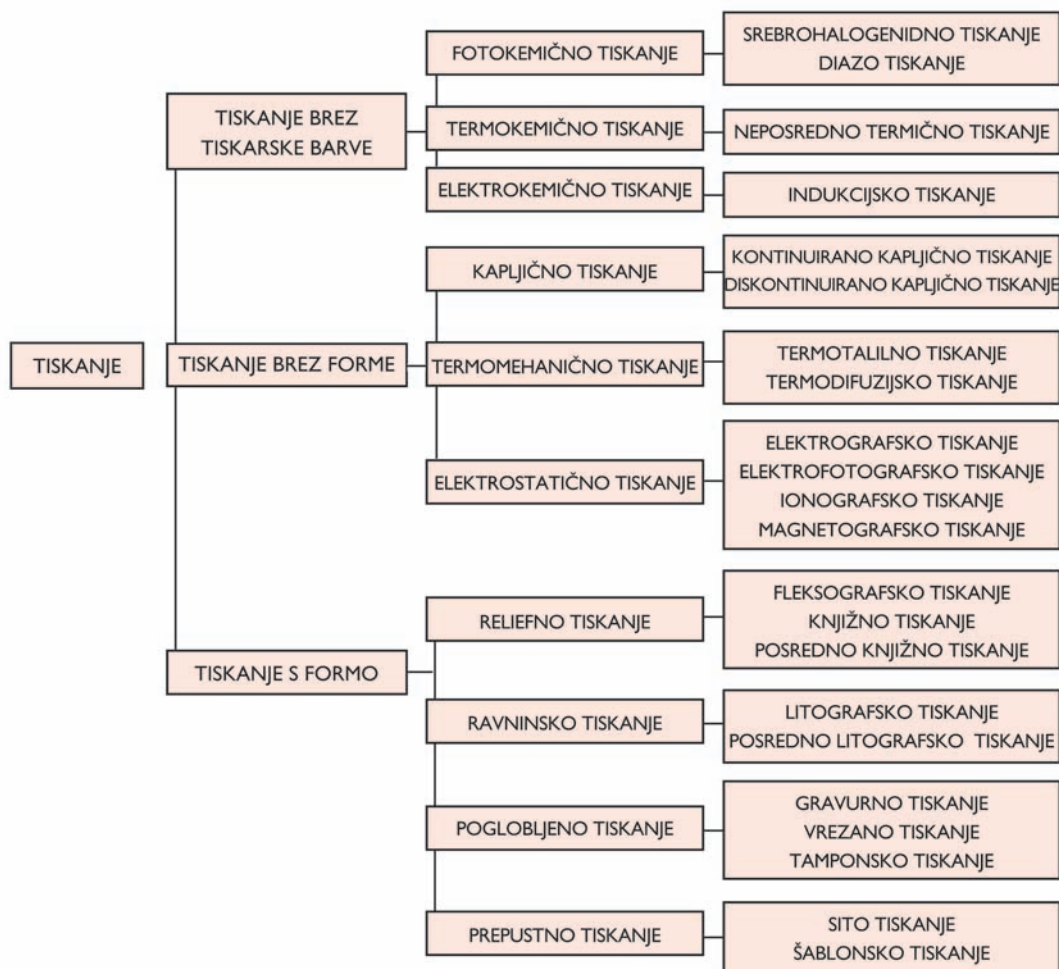 TISKANJE
TISKANJE BREZ
TISKARSKE BARVE
FOTOKEMIČNO TISKANJE
SREBROHALOGENIDNO TISKANJE
DIAZO TISKANJE
TERMOKEMIČNO TISKANJE
NEPOSREDNO TERMIČNO TISKANJE
ELEKTROKEMIČNO TISKANJE
INDUKCIJSKO TISKANJE
TISKANJE BREZ FORME
KAPLJIČNO TISKANJE
KONTINUIRANO KAPLJIČNO TISKANJE
DISKONTINUIRANO KAPLJIČNO TISKANJE
TERMOMEHANIČNO TISKANJE
TERMOTALILNO TISKANJE
TERMODIFUZIJSKO TISKANJE
ELEKTROSTATIČNO TISKANJE
ELEKTROGRAFSKO TISKANJE
ELEKTROFOTOGRAFSKO TISKANJE
IONOGRAFSKO TISKANJE
MAGNETOGRAFSKO TISKANJE
TISKANJE S FORMO
RELIEFNO TISKANJE
FLEKSOGRAFSKO TISKANJE
KNJIŽNO TISKANJE
POSREDNO KNJIŽNO TISKANJE
RAVNINSKO TISKANJE
LITOGRAFSKO TISKANJE
POSREDNO LITOGRAFSKO TISKANJE
POGLOBLJENO TISKANJE
GRAVURNO TISKANJE
VREZANO TISKANJE
TAMPONSKO TISKANJE
PREPUSTNO TISKANJE
SITO TISKANJE
ŠABLONSKO TISKANJE